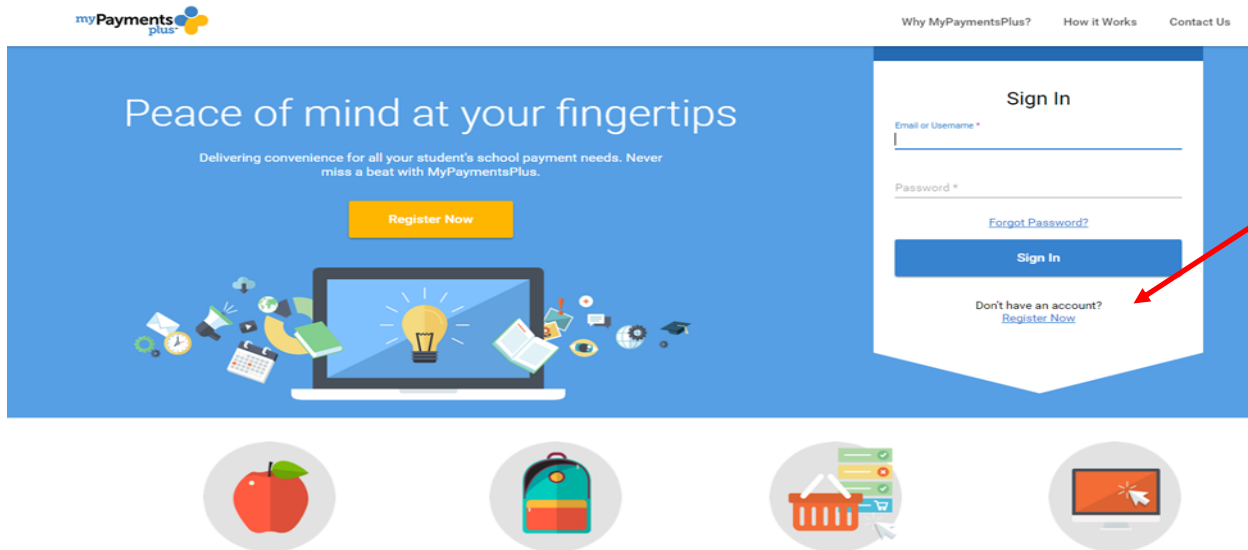 myPayments
plus
Why MyPaymentsPlus? How it Works Contact Us
Peace of mind at your fingertips
Delivering convenience for all your student's school payment needs. Never
miss a beat with MyPaymentsPlus.
Register Now
Sign In
Email or Username *
Password *
Forgot Password?
Sign In
Don't have an account?
Register Now